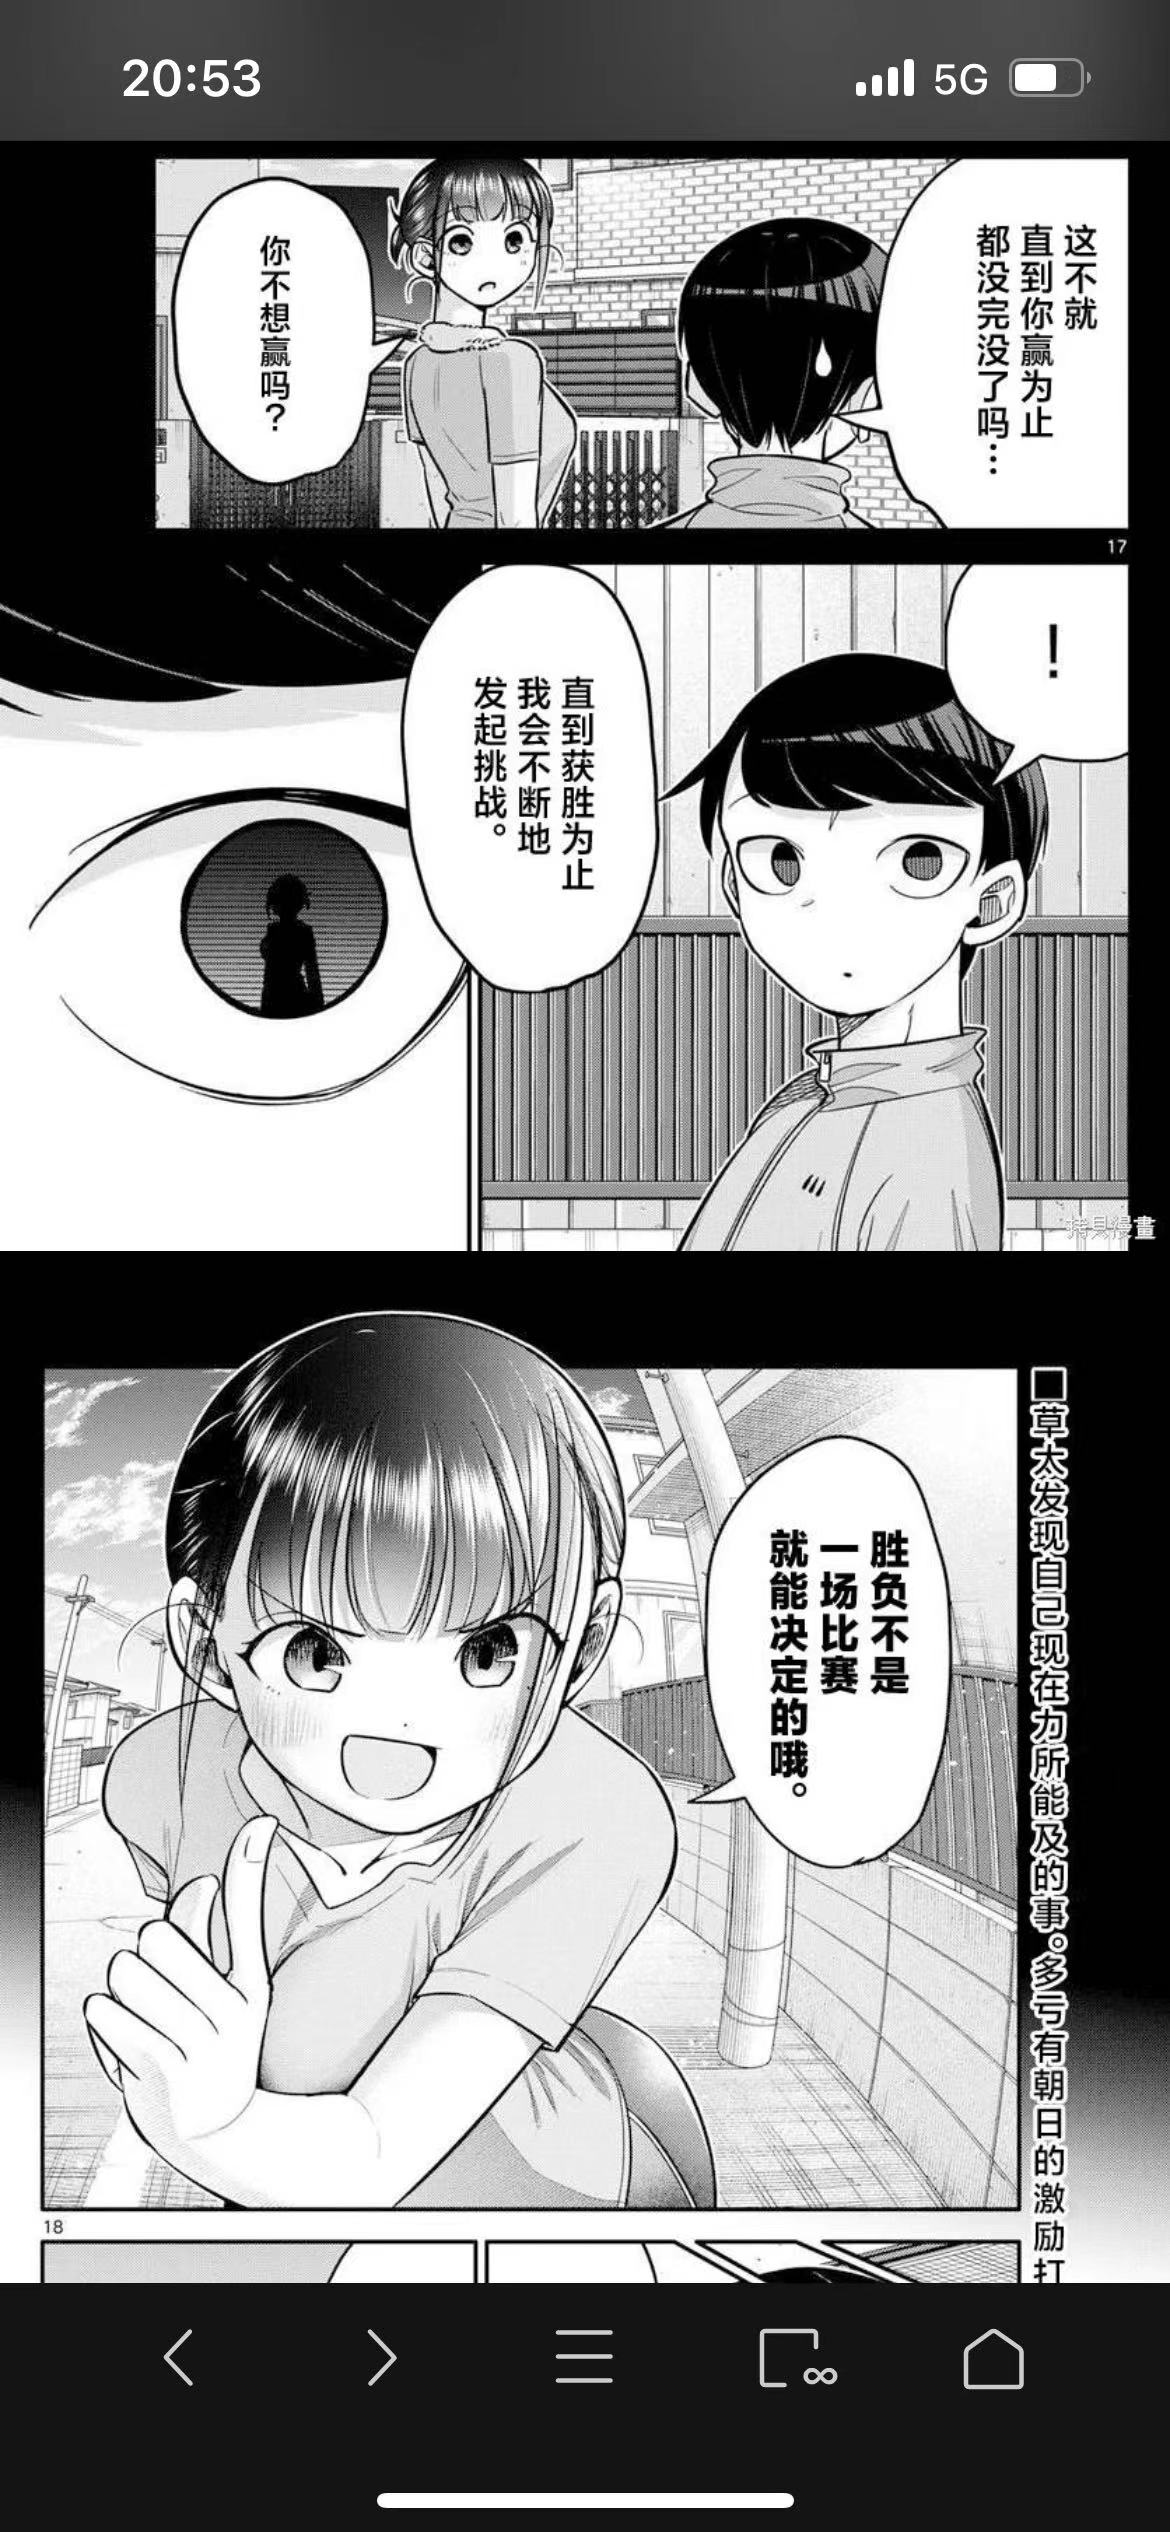 20:53
5G
这不就
直到你赢为止
都没完没了吗…
你不想赢吗？
17
！
直到获胜为止
我会不断地
发起挑战。
拷貝漫畫
■草太发现自己现在力所能及的事。多亏有朝日的激励打
胜负不是
一场比赛
就能决定的哦。
18